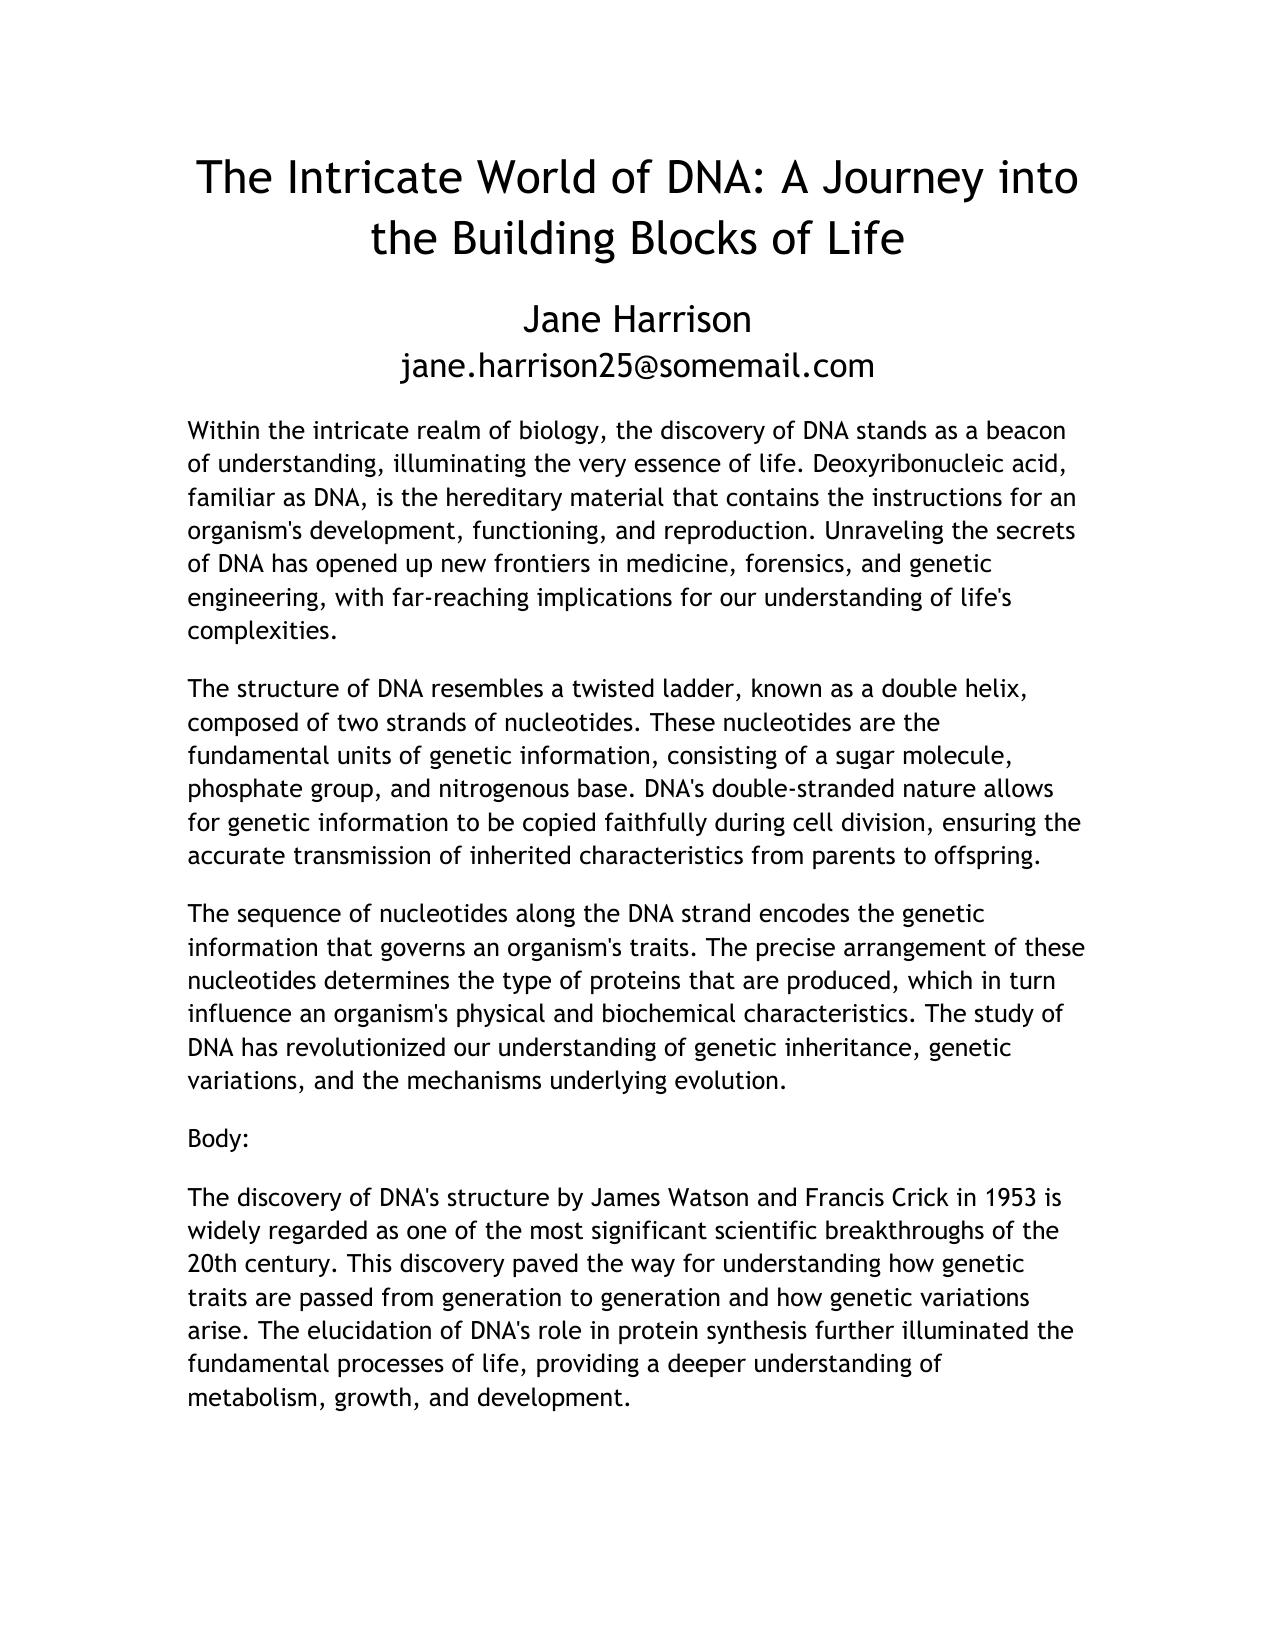 The Intricate World of DNA: A Journey into
the Building Blocks of Life
Jane Harrison
jane.harrison25@somemail.com
Within the intricate realm of biology, the discovery of DNA stands as a beacon
of understanding, illuminating the very essence of life. Deoxyribonucleic acid,
familiar as DNA, is the hereditary material that contains the instructions for an
organism's development, functioning, and reproduction. Unraveling the secrets
of DNA has opened up new frontiers in medicine, forensics, and genetic
engineering, with far-reaching implications for our understanding of life's
complexities.
The structure of DNA resembles a twisted ladder, known as a double helix,
composed of two strands of nucleotides. These nucleotides are the
fundamental units of genetic information, consisting of a sugar molecule,
phosphate group, and nitrogenous base. DNA's double-stranded nature allows
for genetic information to be copied faithfully during cell division, ensuring the
accurate transmission of inherited characteristics from parents to offspring.
The sequence of nucleotides along the DNA strand encodes the genetic
information that governs an organism's traits. The precise arrangement of these
nucleotides determines the type of proteins that are produced, which in turn
influence an organism's physical and biochemical characteristics. The study of
DNA has revolutionized our understanding of genetic inheritance, genetic
variations, and the mechanisms underlying evolution.
Body:
The discovery of DNA's structure by James Watson and Francis Crick in 1953 is
widely regarded as one of the most significant scientific breakthroughs of the
20th century. This discovery paved the way for understanding how genetic
traits are passed from generation to generation and how genetic variations
arise. The elucidation of DNA's role in protein synthesis further illuminated the
fundamental processes of life, providing a deeper understanding of
metabolism, growth, and development.